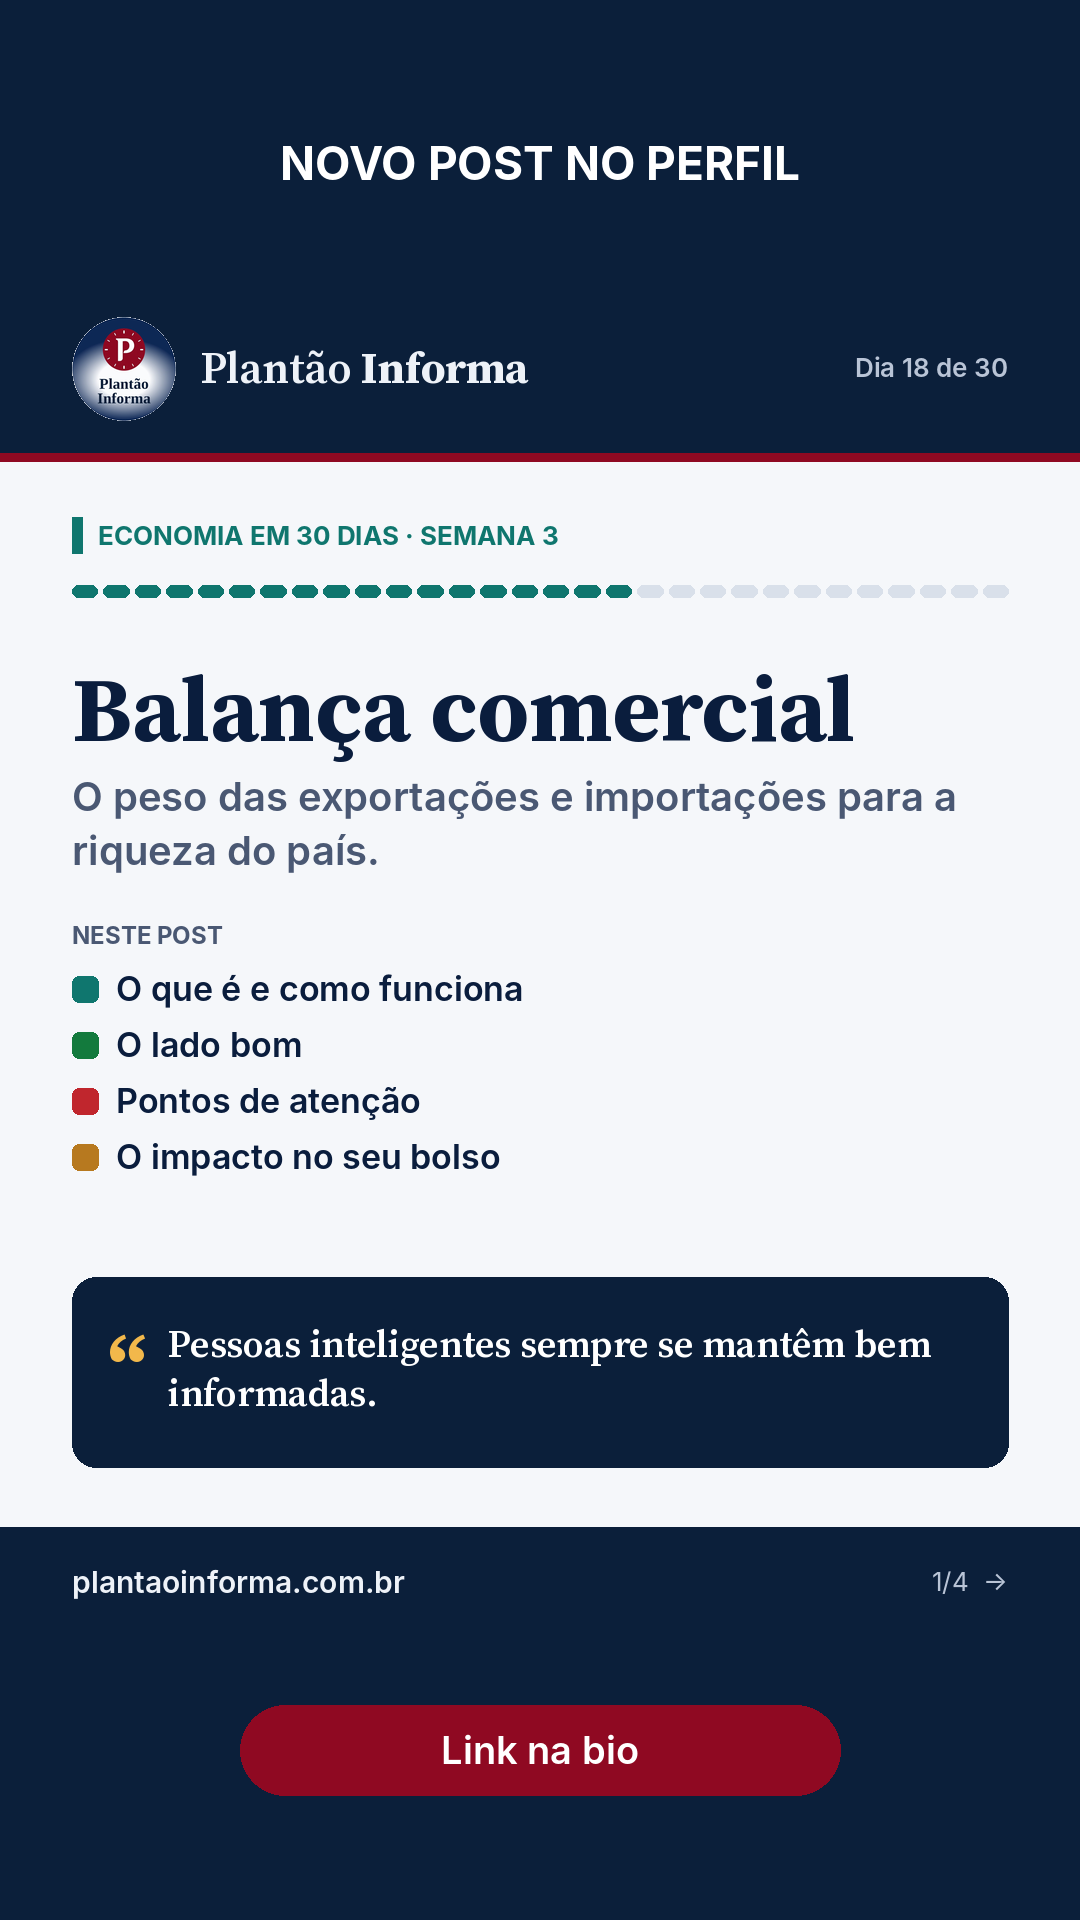 NOVO POST NO PERFIL
P
Plantão
Informa
Plantão Informa
Dia 18 de 30
ECONOMIA EM 30 DIAS · SEMANA 3
Balança comercial
O peso das exportações e importações para a
riqueza do país.
NESTE POST
O que é e como funciona
O lado bom
Pontos de atenção
O impacto no seu bolso
“ Pessoas inteligentes sempre se mantêm bem
informadas.
plantaoinforma.com.br
1/4 →
Link na bio